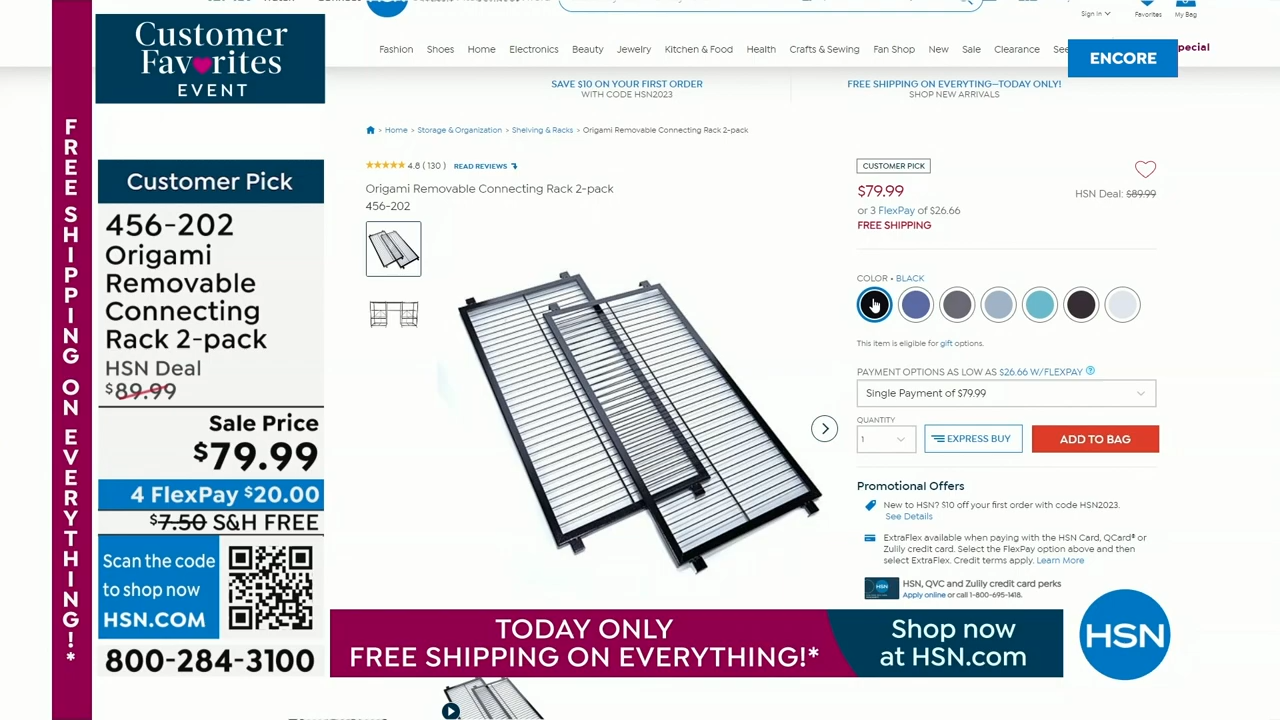 Customer
Favorites
EVENT
FREE SHIPPING ON EVERYTHING!*
Customer Pick
456-202
Origami
Removable
Connecting
Rack 2-pack
HSN Deal
$89.99
Sale Price
$79.99
4 FlexPay $20.00
$7.50 S&H FREE
Scan the code
to shop now
HSN.COM
800-284-3100
HSN
Sign In
Favorites
My Bag
Fashion Shoes Home Electronics Beauty Jewelry Kitchen & Food Health Crafts & Sewing Fan Shop New Sale Clearance
ENCORE
SAVE $10 ON YOUR FIRST ORDER
WITH CODE HSN2023
FREE SHIPPING ON EVERYTHING—TODAY ONLY!
SHOP NEW ARRIVALS
> Home > Storage & Organization > Shelving & Racks > Origami Removable Connecting Rack 2-pack
4.8 (130) READ REVIEWS
Origami Removable Connecting Rack 2-pack
456-202
CUSTOMER PICK
$79.99
HSN Deal: $89.99
or 3 FlexPay of $26.66
FREE SHIPPING
COLOR • BLACK
This item is eligible for gift options.
PAYMENT OPTIONS AS LOW AS $26.66 W/FLEXPAY ?
Single Payment of $79.99
QUANTITY
1
EXPRESS BUY
ADD TO BAG
Promotional Offers
New to HSN? $10 off your first order with code HSN2023.
See Details
ExtraFlex available when paying with the HSN Card, QCard® or
Zulily credit card. Select the FlexPay option above and then
select ExtraFlex. Credit terms apply. Learn More
HSN, QVC and Zulily credit card perks
Apply online or call 1-800-695-1418.
TODAY ONLY
FREE SHIPPING ON EVERYTHING!*
Shop now
at HSN.com
HSN